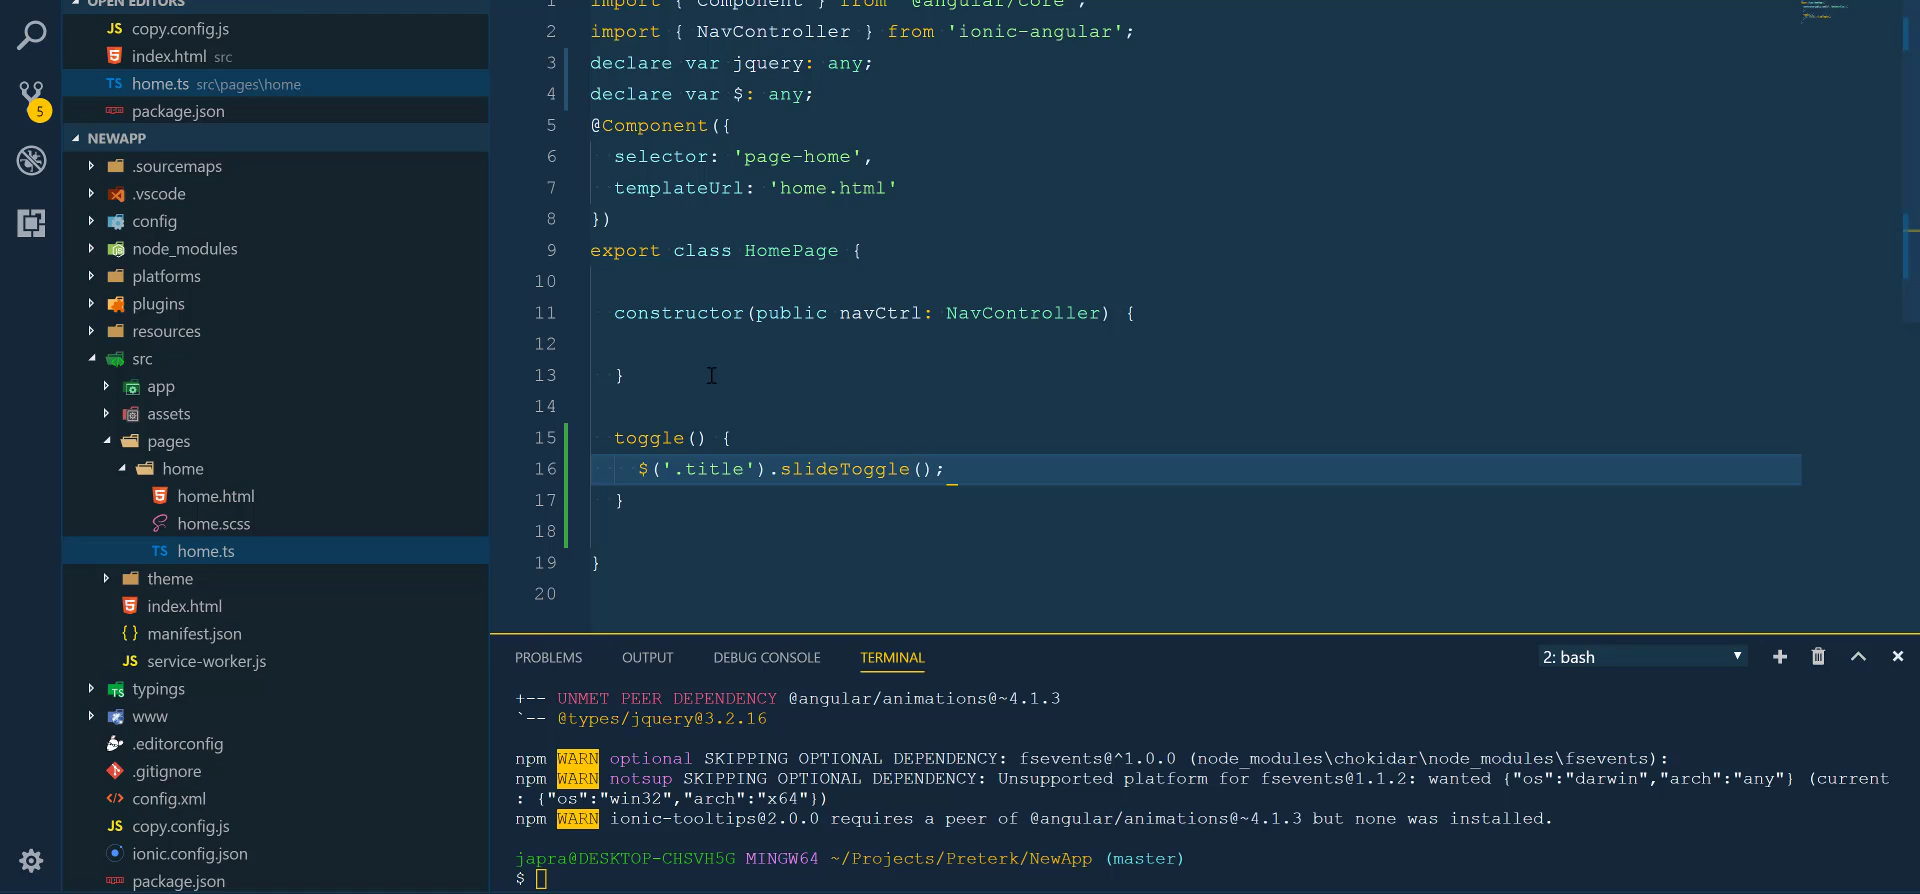 OPEN EDITORS
copy.config.js
index.html src
home.ts src\pages\home
package.json
5
NEWAPP
.sourcemaps
.vscode
config
node_modules
platforms
plugins
resources
src
app
assets
pages
home
home.html
home.scss
TS home.ts
theme
index.html
manifest.json
JS service-worker.js
typings
www
.editorconfig
.gitignore
config.xml
JS copy.config.js
ionic.config.json
package.json
1 import { Component } from '@angular/core';
2 import { NavController } from 'ionic-angular';
3 declare var jquery: any;
4 declare var $: any;
5 @Component({
6 selector: 'page-home',
7 templateUrl: 'home.html'
8 })
9 export class HomePage {
10
11 constructor(public navCtrl: NavController) {
12
13 }
14
15 toggle() {
16 $('.title').slideToggle();
17 }
18
19 }
20
PROBLEMS OUTPUT DEBUG CONSOLE TERMINAL 2: bash
+-- UNMET PEER DEPENDENCY @angular/animations@~4.1.3
`-- @types/jquery@3.2.16
npm WARN optional SKIPPING OPTIONAL DEPENDENCY: fsevents@^1.0.0 (node_modules\chokidar\node_modules\fsevents):
npm WARN notsup SKIPPING OPTIONAL DEPENDENCY: Unsupported platform for fsevents@1.1.2: wanted {"os":"darwin","arch":"any"} (current
: {"os":"win32","arch":"x64"})
npm WARN ionic-tooltips@2.0.0 requires a peer of @angular/animations@~4.1.3 but none was installed.
japra@DESKTOP-CHSVH5G MINGW64 ~/Projects/Preterk/NewApp (master)
$